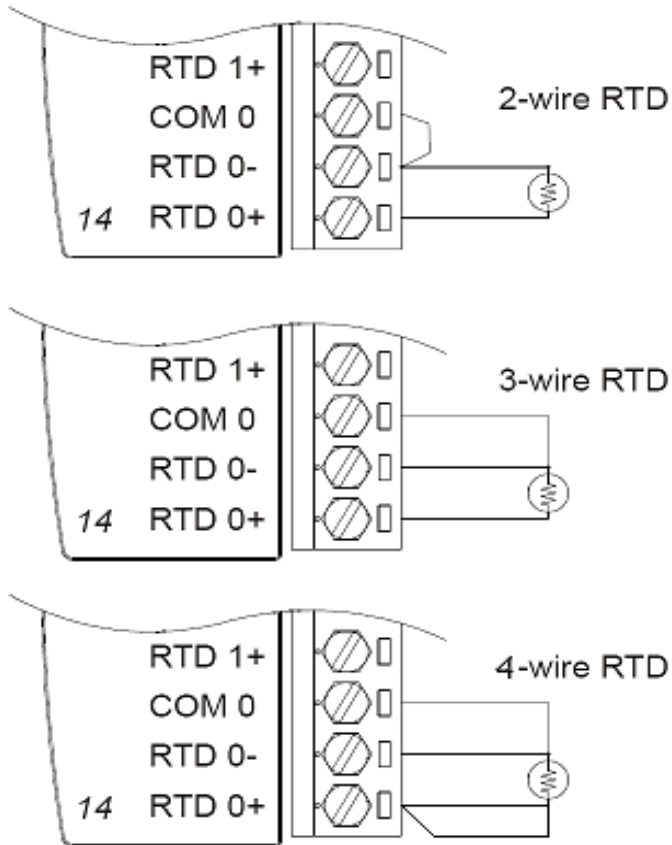 RTD 1+
COM 0
2-wire RTD
RTD 0-
14 RTD 0+
RTD 1+
3-wire RTD
COM 0
RTD 0-
14 RTD 0+
RTD 1+
4-wire RTD
COM 0
RTD 0-
14 RTD 0+